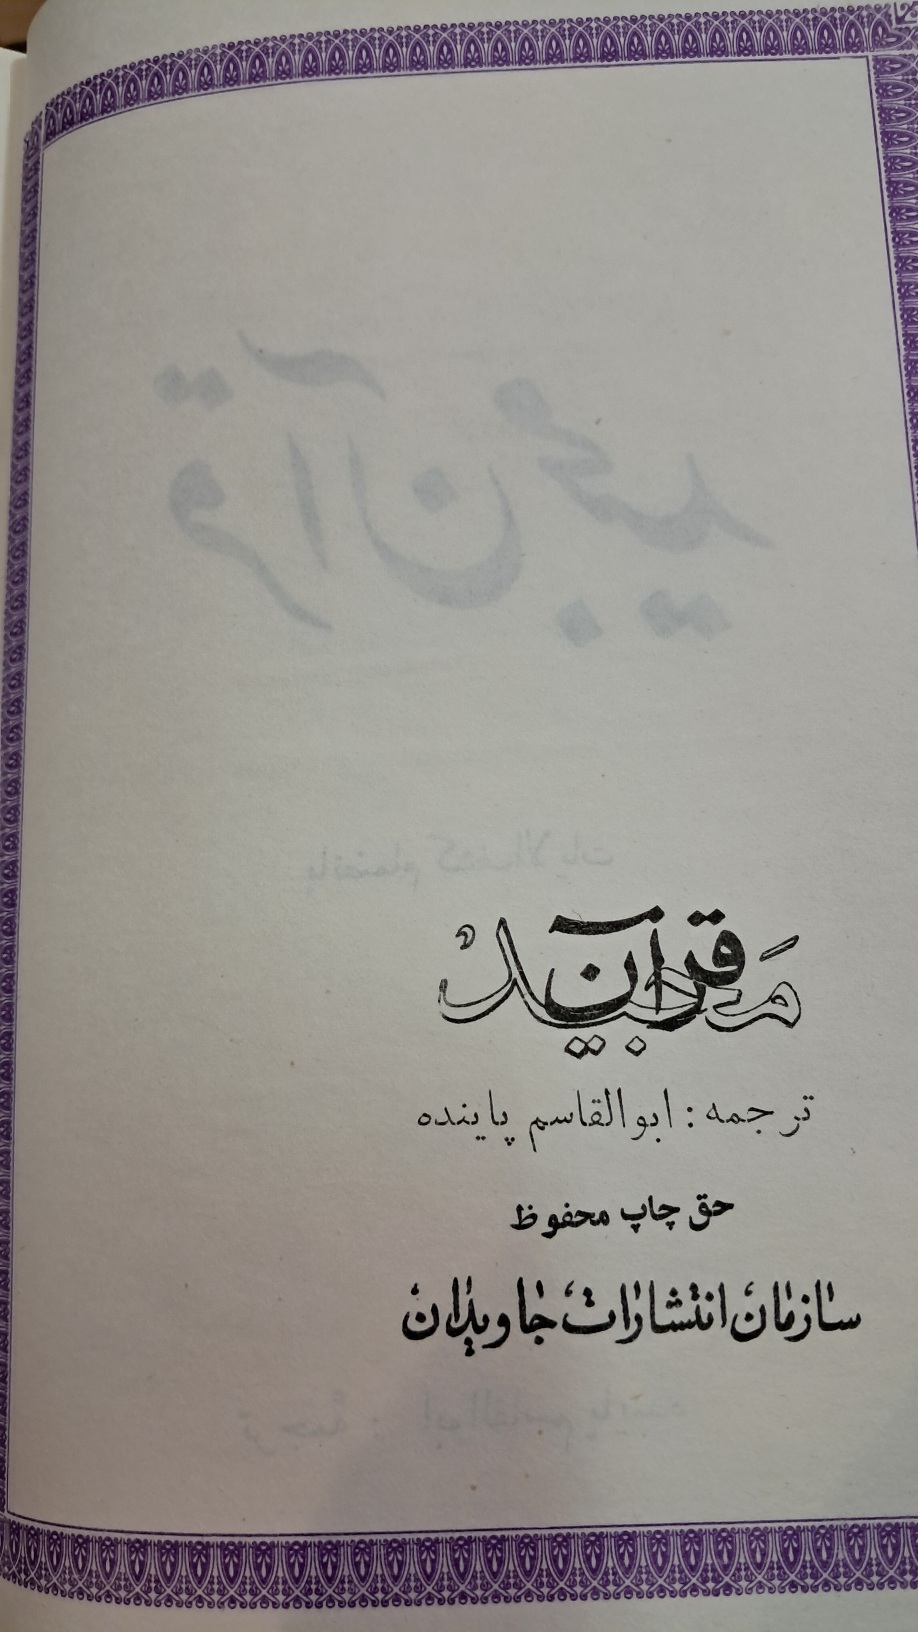 قرآن مجید
ترجمه : ابوالقاسم پاینده
حق چاپ محفوظ
سازمان انتشارات جاویدان